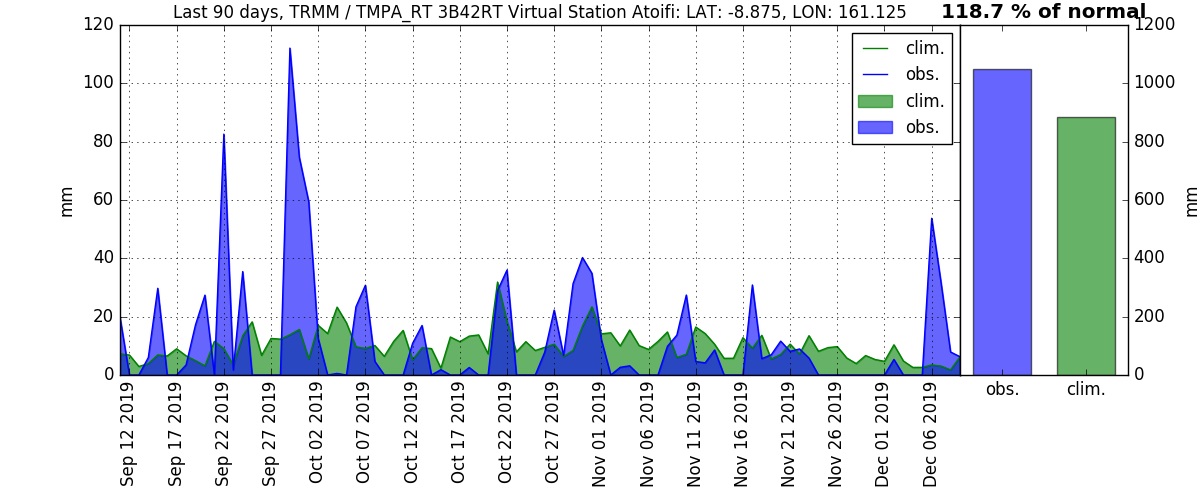 Last 90 days, TRMM / TMPA_RT 3B42RT Virtual Station Atoifi: LAT: -8.875, LON: 161.125
118.7 % of normal
120
100
80
60
40
20
0
mm
clim.
obs.
clim.
obs.
1200
1000
800
600
400
200
0
mm
obs.
clim.
Sep 12 2019
Sep 17 2019
Sep 22 2019
Sep 27 2019
Oct 02 2019
Oct 07 2019
Oct 12 2019
Oct 17 2019
Oct 22 2019
Oct 27 2019
Nov 01 2019
Nov 06 2019
Nov 11 2019
Nov 16 2019
Nov 21 2019
Nov 26 2019
Dec 01 2019
Dec 06 2019